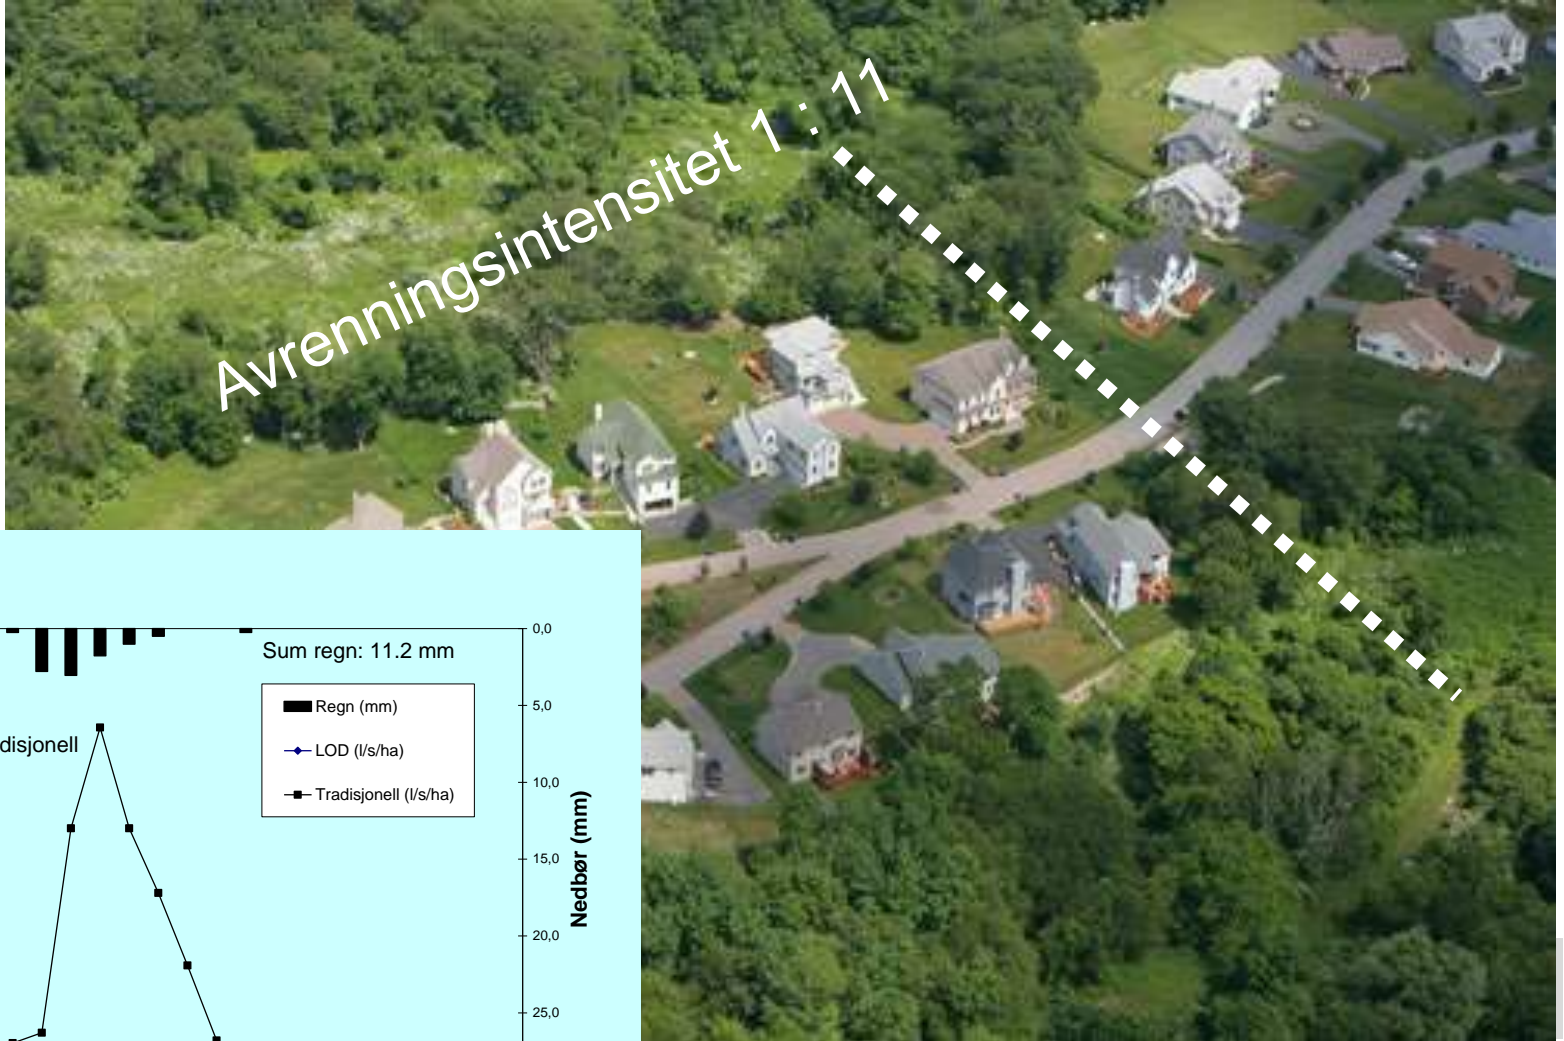 Avrenningsintensitet 1 : 11
0,0
Sum regn: 11.2 mm
Regn (mm)
5,0
disjonell
LOD (l/s/ha)
10,0
Tradisjonell (l/s/ha)
15,0
Nedbør (mm)
20,0
25,0